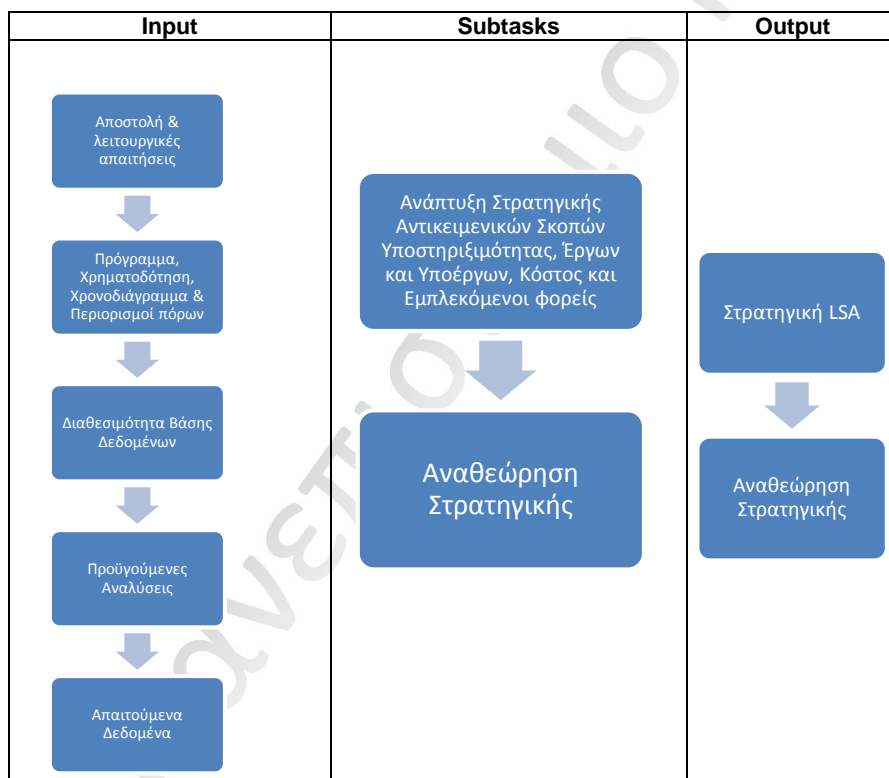 Input
Subtasks
Output
Αποστολή &
λειτουργικές
απαιτήσεις
Πρόγραμμα,
Χρηματοδότηση,
Χρονοδιάγραμμα &
Περιορισμοί πόρων
Διαθεσιμότητα Βάσης
Δεδομένων
Προϋγούμενες
Αναλύσεις
Απαιτούμενα
Δεδομένα
Ανάπτυξη Στρατηγικής
Αντικειμενικών Σκοπών
Υποστηριξιμότητας, Έργων
και Υποέργων, Κόστος και
Εμπλεκόμενοι φορείς
Αναθεώρηση
Στρατηγικής
Στρατηγική LSA
Αναθεώρηση
Στρατηγικής